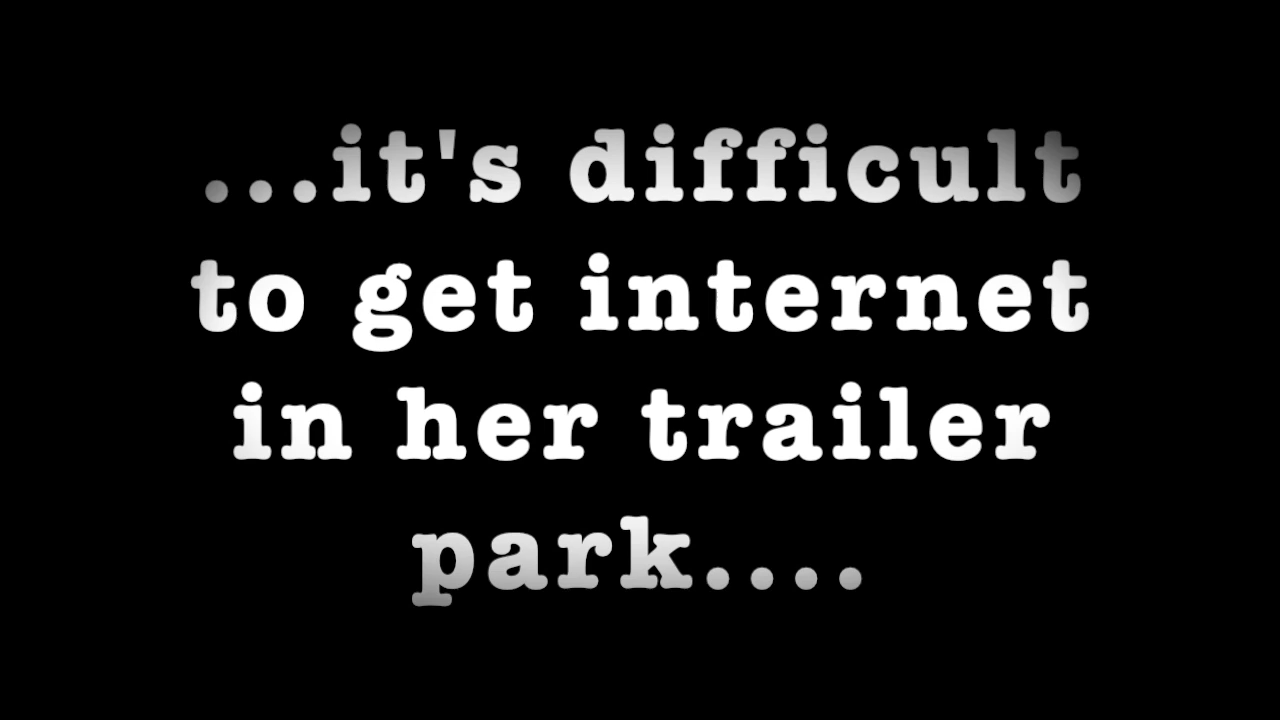 ...it's difficult
to get internet
in her trailer
park....